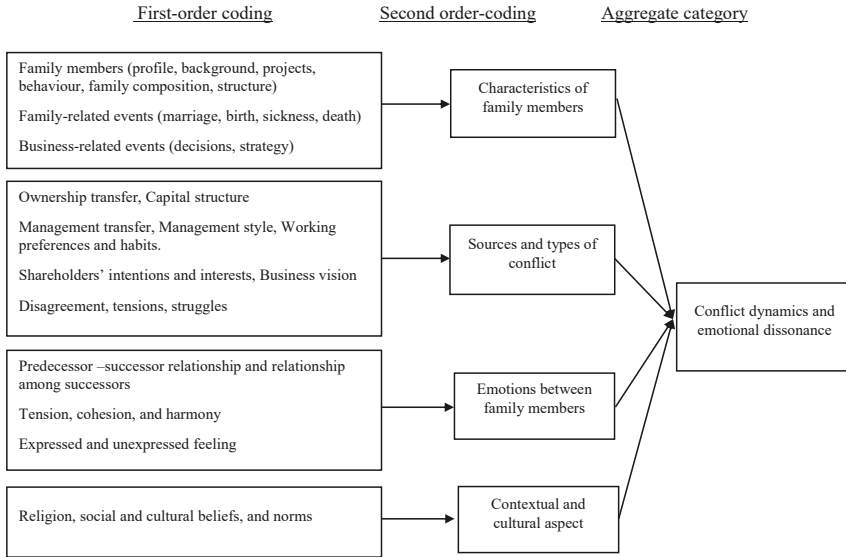 First-order coding
Second order-coding
Aggregate category
Family members (profile, background, projects,
behaviour, family composition, structure)
Family-related events (marriage, birth, sickness, death)
Business-related events (decisions, strategy)
Characteristics of
family members
Ownership transfer, Capital structure
Management transfer, Management style, Working
preferences and habits.
Shareholders’ intentions and interests, Business vision
Disagreement, tensions, struggles
Sources and types of
conflict
Conflict dynamics and
emotional dissonance
Predecessor –successor relationship and relationship
among successors
Tension, cohesion, and harmony
Expressed and unexpressed feeling
Emotions between
family members
Religion, social and cultural beliefs, and norms
Contextual and
cultural aspect